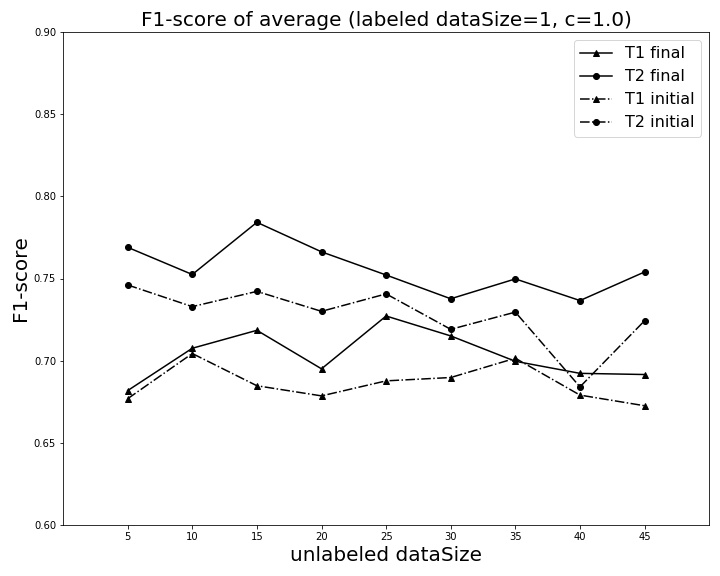 F1-score of average (labeled dataSize=1, c=1.0)
T1 final
T2 final
T1 initial
T2 initial
F1-score
0.90
0.85
0.80
0.75
0.70
0.65
0.60
5 10 15 20 25 30 35 40 45
unlabeled dataSize